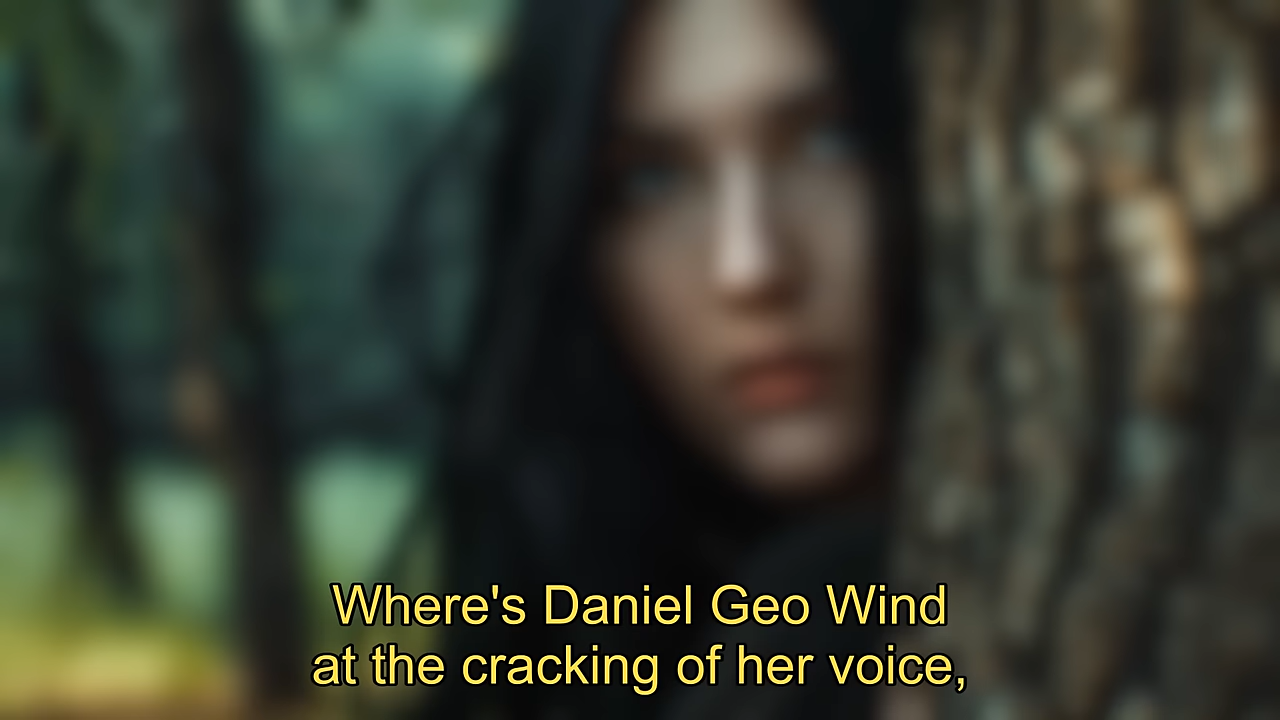 Where's Daniel Geo Wind
at the cracking of her voice,